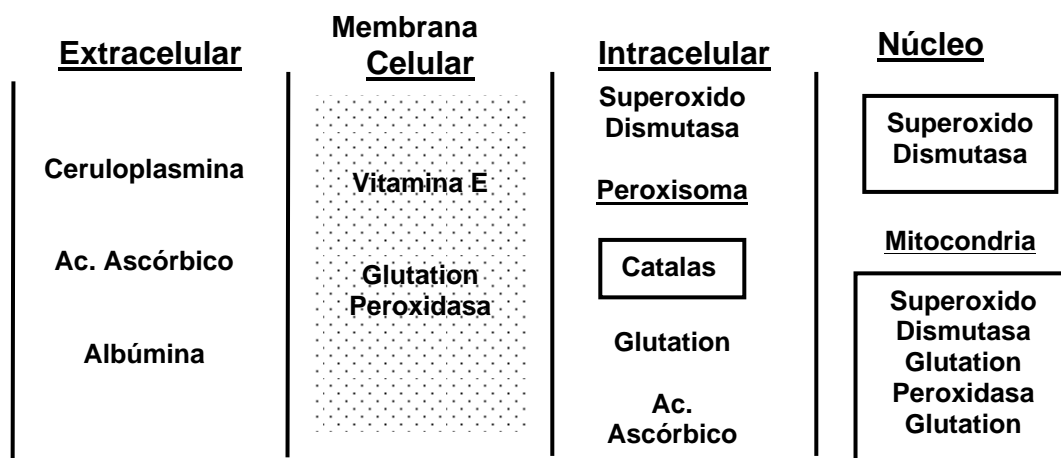 Extracelular
Ceruloplasmina
Ac. Ascórbico
Albúmina
Membrana
Celular
Vitamina E
Glutation
Peroxidasa
Intracelular
Superoxido
Dismutasa
Peroxisoma
Catalas
Glutation
Ac.
Ascórbico
Núcleo
Superoxido
Dismutasa
Mitocondria
Superoxido
Dismutasa
Glutation
Peroxidasa
Glutation